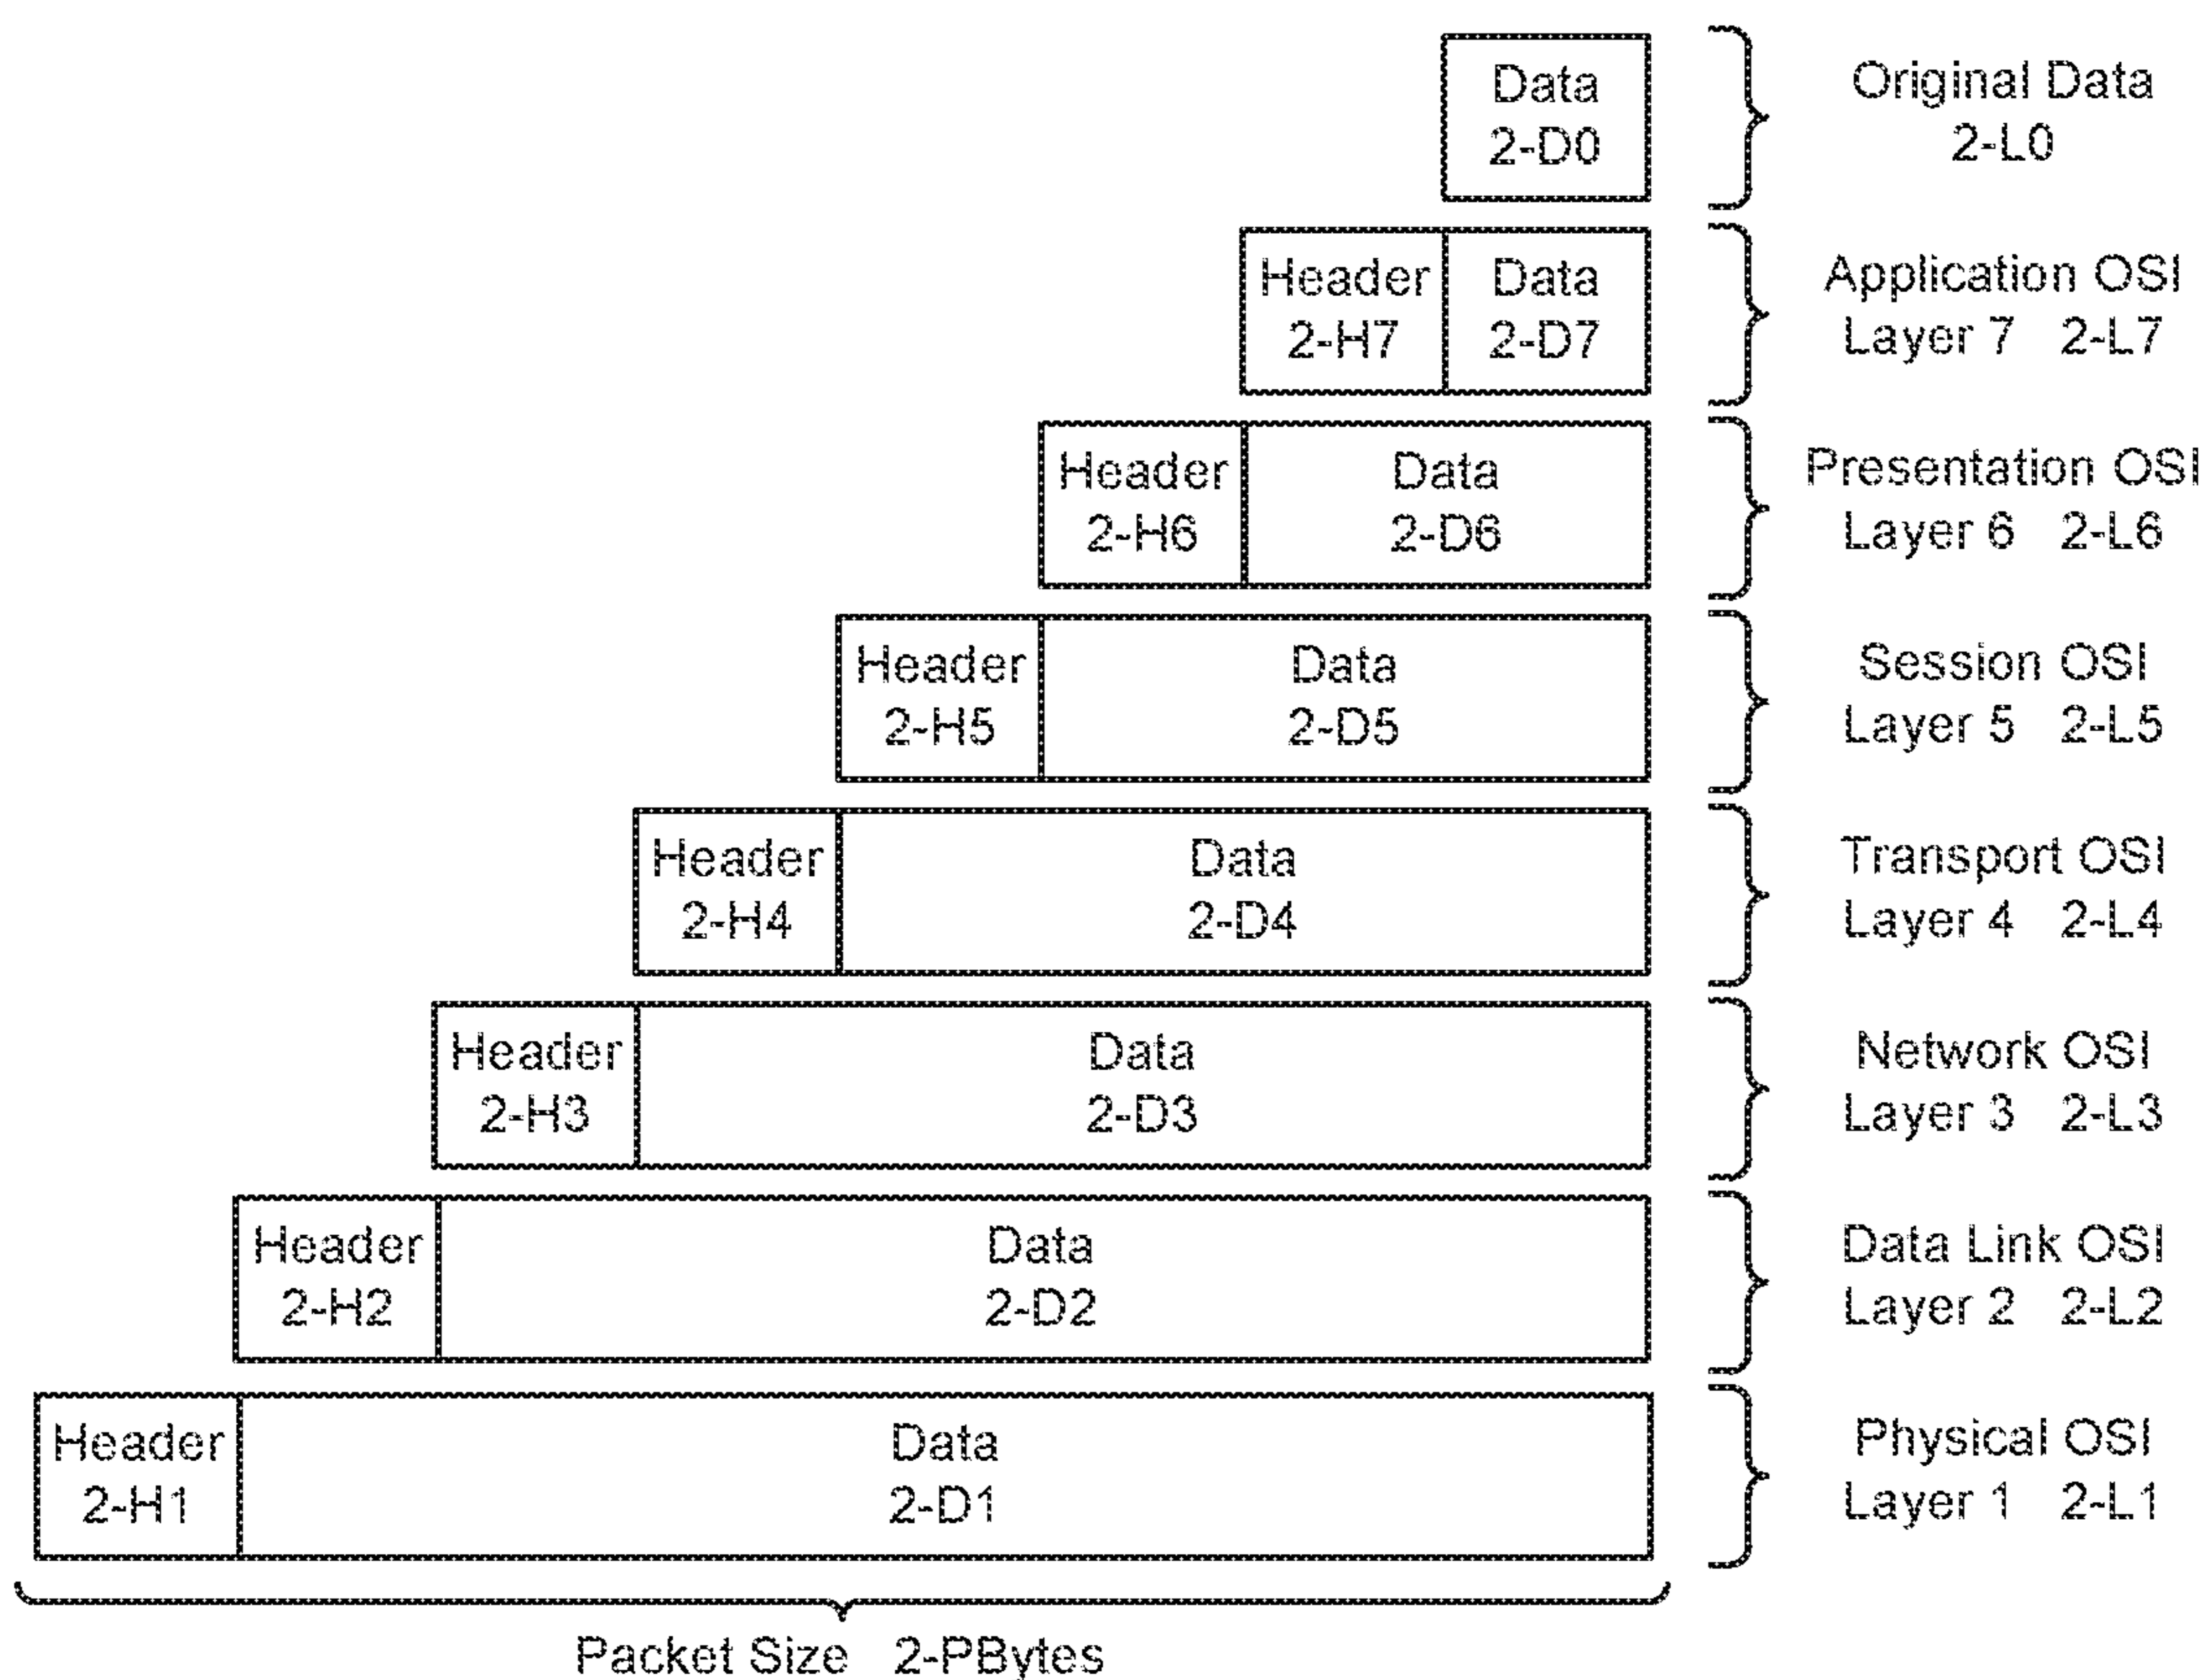 Data
2-D0
Original Data
2-L0
Header
2-H7
Data
2-D7
Application OSI
Layer 7 2-L7
Header
2-H6
Data
2-D6
Presentation OSI
Layer 6 2-L6
Header
2-H5
Data
2-D5
Session OSI
Layer 5 2-L5
Header
2-H4
Data
2-D4
Transport OSI
Layer 4 2-L4
Header
2-H3
Data
2-D3
Network OSI
Layer 3 2-L3
Header
2-H2
Data
2-D2
Data Link OSI
Layer 2 2-L2
Header
2-H1
Data
2-D1
Physical OSI
Layer 1 2-L1
Packet Size 2-PBytes